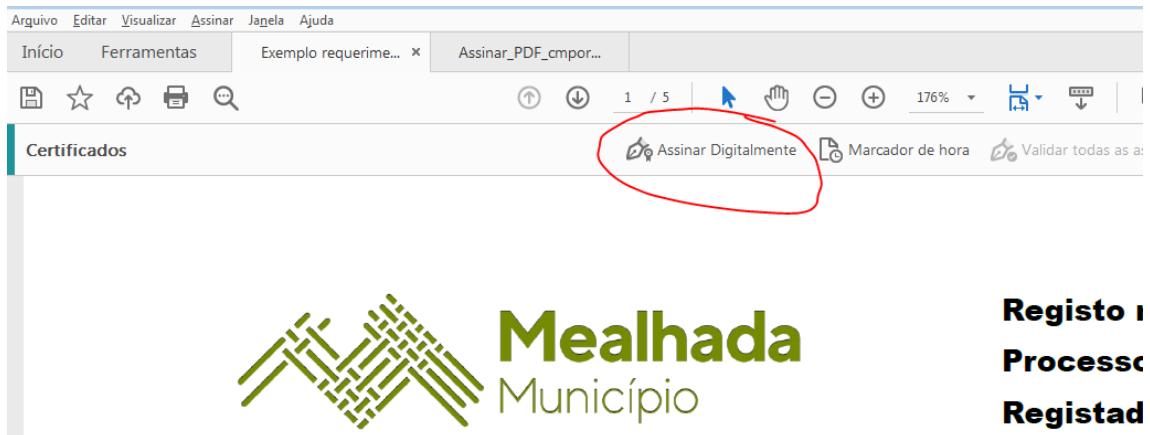 Arquivo Editar Visualizar Assinar Janela Ajuda
Início Ferramentas Exemplo requerime... × Assinar_PDF_cmpor...
1 / 5 176%
Certificados Assinar Digitalmente Marcador de hora Validar todas as as
Mealhada
Município
Registo
Processo
Registad